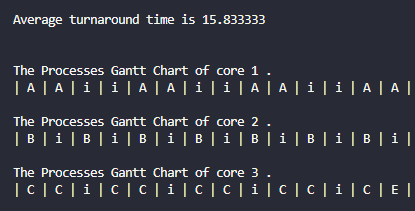 Average turnaround time is 15.833333
The Processes Gantt Chart of core 1 .
| A | A | i | i | A | A | i | i | A | A | i | i | A | A |
The Processes Gantt Chart of core 2 .
| B | i | B | i | B | i | B | i | B | i | B | i | B | i |
The Processes Gantt Chart of core 3 .
| C | C | i | C | C | i | C | C | i | C | C | i | C | E |